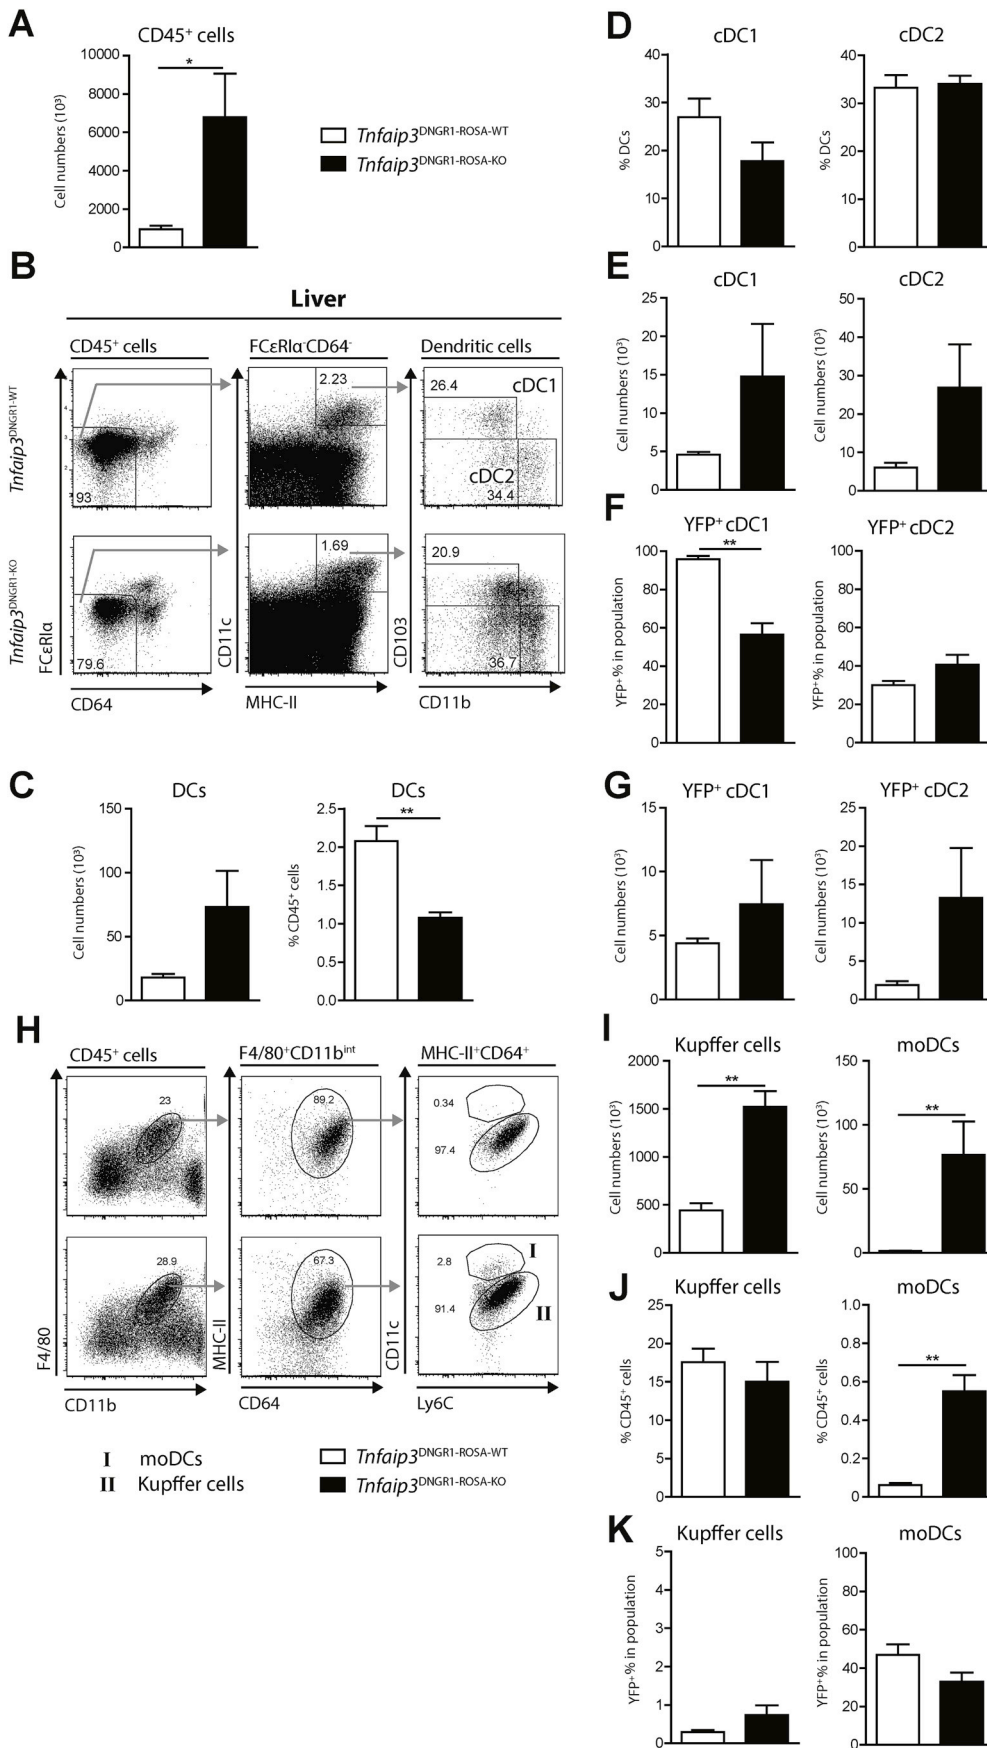 A
CD45⁺ cells
10000
8000
6000
4000
2000
0
Cell numbers (10³)
*
Tnfaip3 DNGR1-ROSA-WT
Tnfaip3 DNGR1-ROSA-KO
B
Liver
CD45⁺ cells
FCεRIα⁻CD64⁻
Dendritic cells
Tnfaip3 DNGR1-WT
93
2.23
26.4
cDC1
cDC2
34.4
Tnfaip3 DNGR1-KO
79.6
1.69
20.9
36.7
FCεRIα
CD11c
CD103
CD64
MHC-II
CD11b
C
DCs
150
100
50
0
Cell numbers (10³)
DCs
2.5
2.0
1.5
1.0
0.5
0.0
% CD45⁺ cells
**
H
CD45⁺ cells
F4/80⁺CD11b int
MHC-II⁺CD64⁺
23
89.2
0.34
97.4
28.9
67.3
2.8
91.4
I
II
F4/80
MHC-II
CD11c
CD11b
CD64
Ly6C
I moDCs
II Kupffer cells
Tnfaip3 DNGR1-ROSA-WT
Tnfaip3 DNGR1-ROSA-KO
D
cDC1
40
30
20
10
0
% DCs
cDC2
40
30
20
10
0
% DCs
E
cDC1
25
20
15
10
5
0
Cell numbers (10³)
cDC2
50
40
30
20
10
0
Cell numbers (10³)
F
YFP⁺ cDC1
100
80
60
40
20
0
YFP⁺% in population
**
YFP⁺ cDC2
100
80
60
40
20
0
YFP⁺% in population
G
YFP⁺ cDC1
15
10
5
0
Cell numbers (10³)
YFP⁺ cDC2
25
20
15
10
5
0
Cell numbers (10³)
I
Kupffer cells
2000
1500
1000
500
0
Cell numbers (10³)
**
moDCs
150
100
50
0
Cell numbers (10³)
**
J
Kupffer cells
25
20
15
10
5
0
% CD45⁺ cells
moDCs
1.0
0.8
0.6
0.4
0.2
0
% CD45⁺ cells
**
K
Kupffer cells
5
4
3
2
1
0
YFP⁺% in population
moDCs
100
80
60
40
20
0
YFP⁺% in population